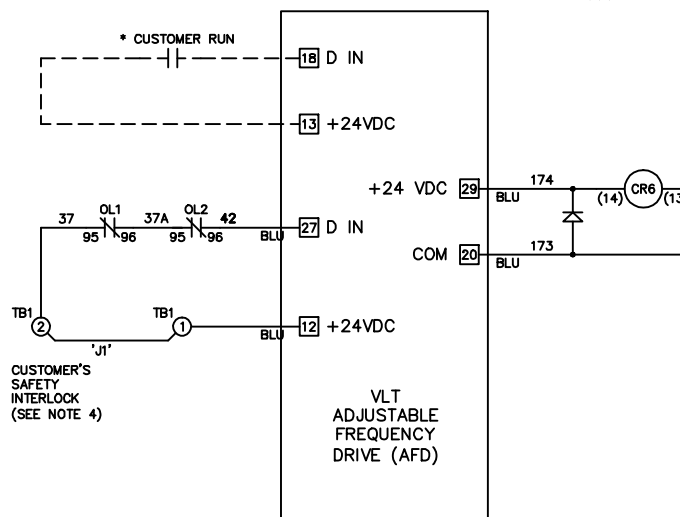 * CUSTOMER RUN
18 D IN
13 +24VDC
+24 VDC 29
174
BLU
CR6
(14)
(13
37
OL1
37A
OL2
42
95 96
95 96
BLU
27 D IN
COM 20
173
BLU
TB1
2
TB1
1
BLU
12 +24VDC
'J1'
CUSTOMER'S
SAFETY
INTERLOCK
(SEE NOTE 4)
VLT
ADJUSTABLE
FREQUENCY
DRIVE (AFD)